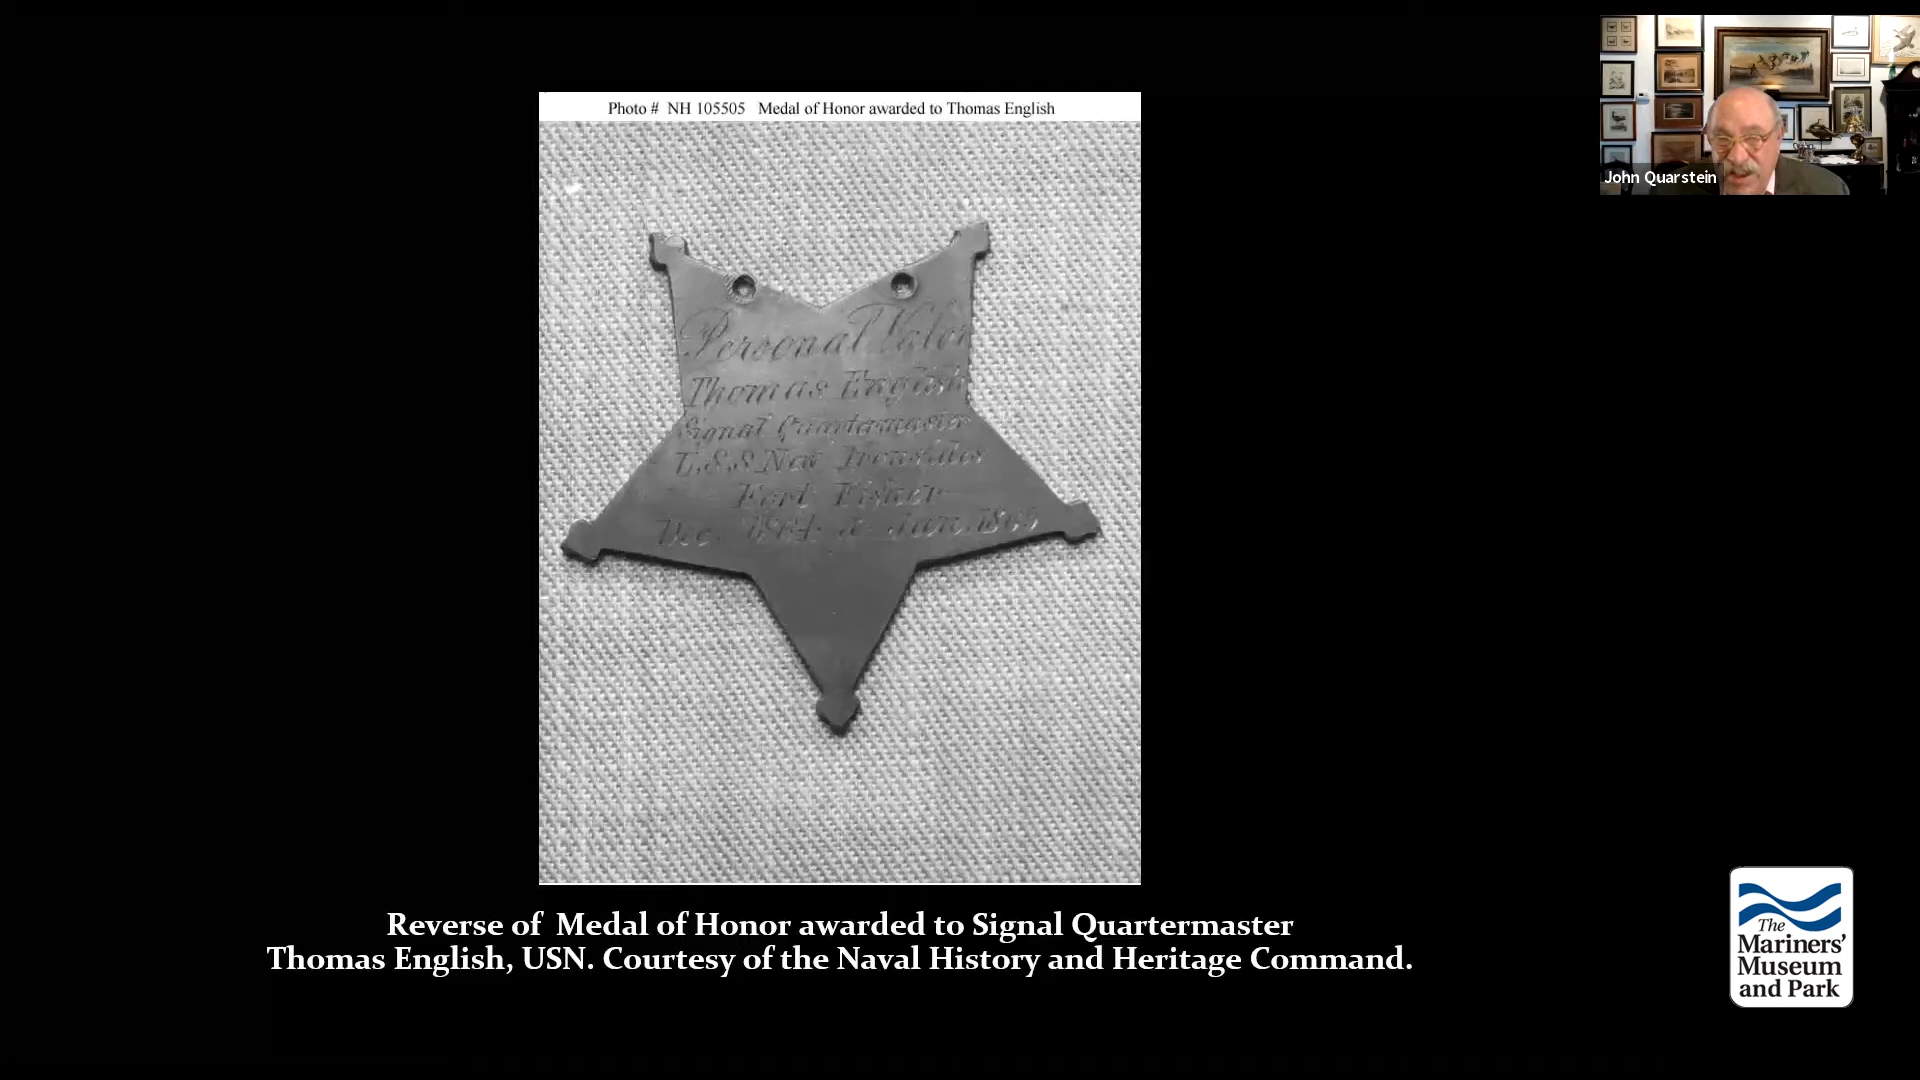 Photo # NH 105505 Medal of Honor awarded to Thomas English
Personal Valor
Thomas English
Signal Quartermaster
U.S.S. New Ironsides
Fort Fisher
Dec. 1864 & Jan. 1865
Reverse of Medal of Honor awarded to Signal Quartermaster
Thomas English, USN. Courtesy of the Naval History and Heritage Command.
John Quarstein
The
Mariners'
Museum
and Park